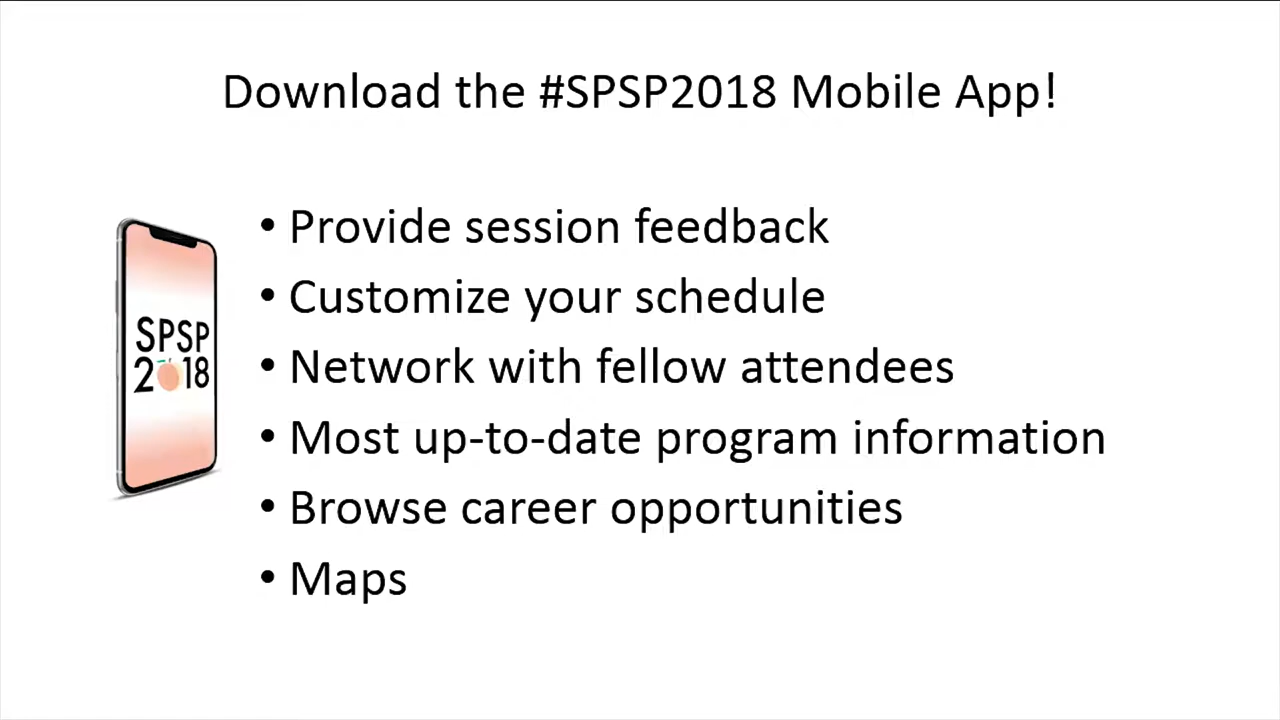 Download the #SPSP2018 Mobile App!
• Provide session feedback
• Customize your schedule
• Network with fellow attendees
• Most up-to-date program information
• Browse career opportunities
• Maps
SPSP
2018